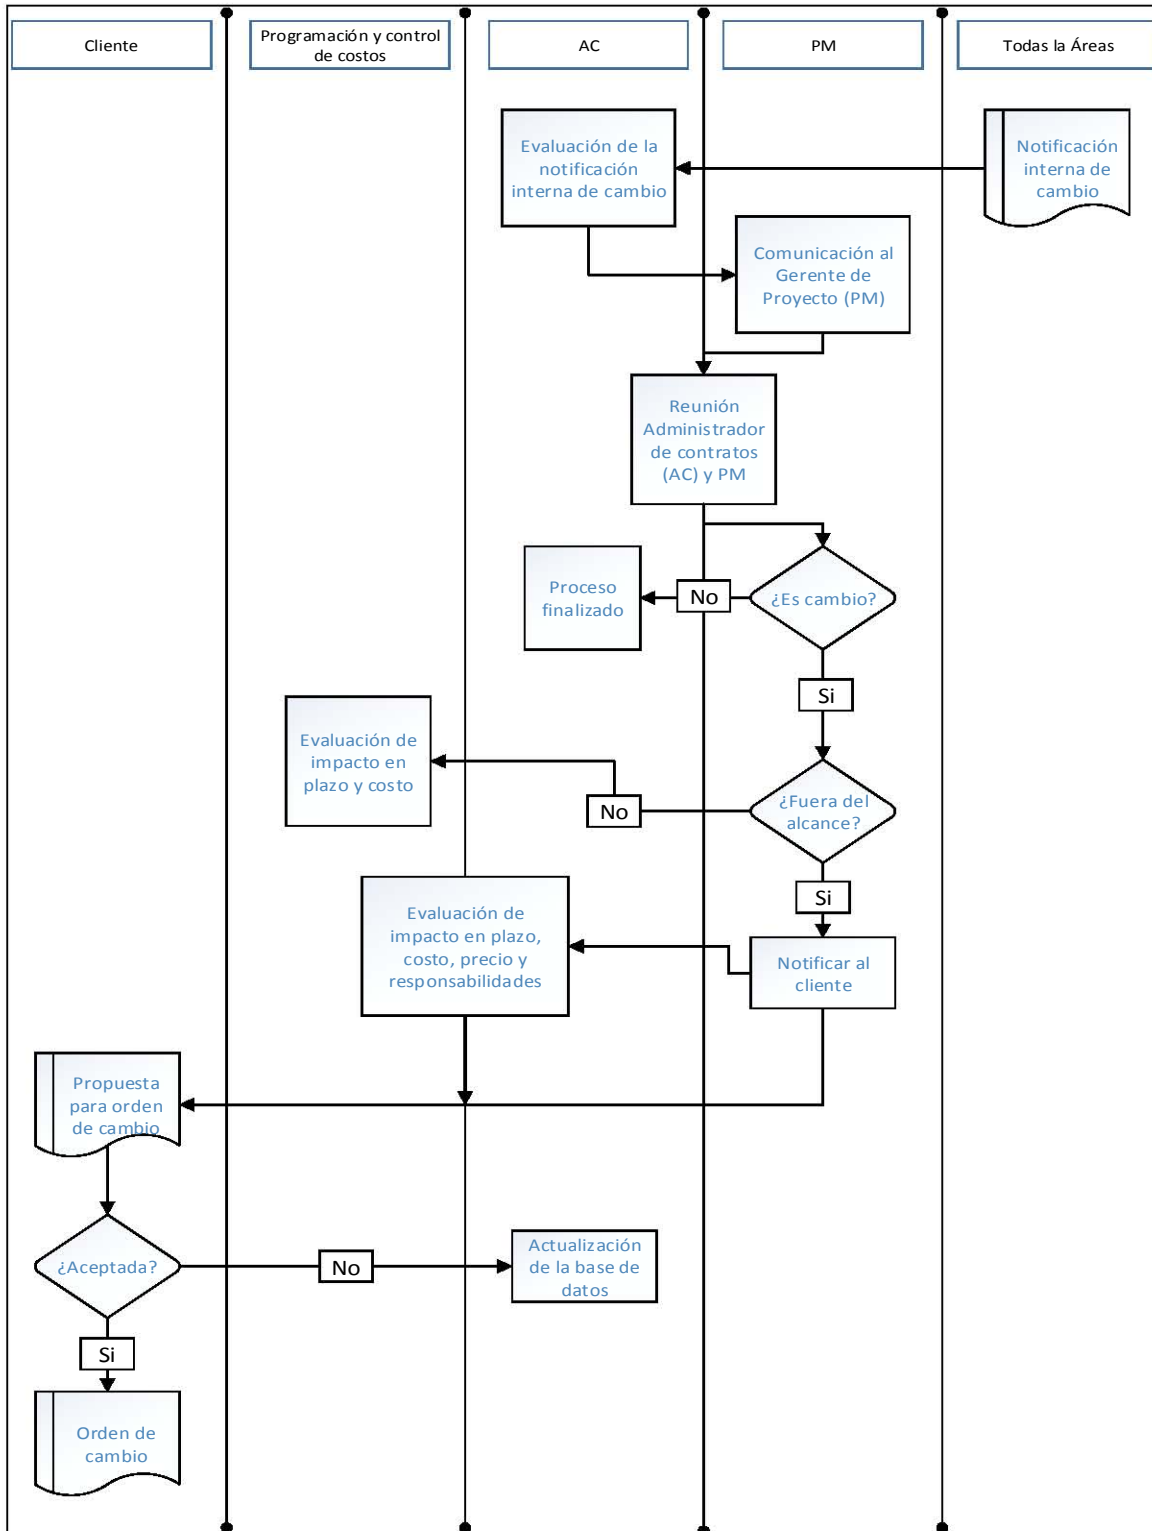 Cliente
Programación y control
de costos
AC
PM
Todas la Áreas
Evaluación de la
notificación
interna de cambio
Notificación
interna de
cambio
Comunicación al
Gerente de
Proyecto (PM)
Reunión
Administrador
de contratos
(AC) y PM
Proceso
finalizado
No
¿Es cambio?
Si
Evaluación de
impacto en
plazo y costo
No
¿Fuera del
alcance?
Si
Evaluación de
impacto en plazo,
costo, precio y
responsabilidades
Notificar al
cliente
Propuesta
para orden
de cambio
¿Aceptada?
No
Actualización
de la base de
datos
Si
Orden de
cambio